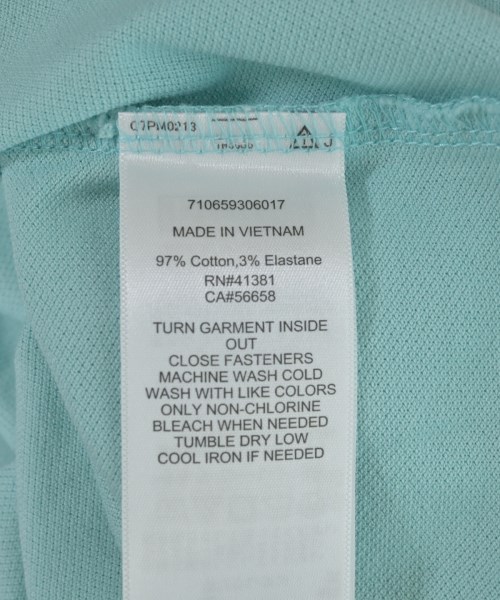 710659306017
MADE IN VIETNAM
97% Cotton,3% Elastane
RN#41381
CA#56658
TURN GARMENT INSIDE
OUT
CLOSE FASTENERS
MACHINE WASH COLD
WASH WITH LIKE COLORS
ONLY NON-CHLORINE
BLEACH WHEN NEEDED
TUMBLE DRY LOW
COOL IRON IF NEEDED